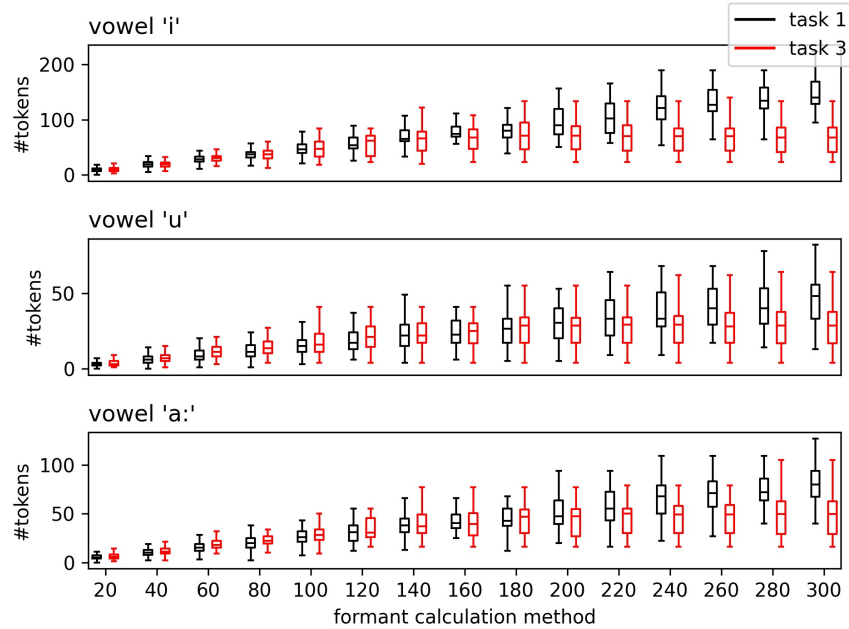 vowel 'i'
task 1
task 3
200
100
0
#tokens
vowel 'u'
50
0
#tokens
vowel 'a:'
100
50
0
#tokens
20 40 60 80 100 120 140 160 180 200 220 240 260 280 300
formant calculation method